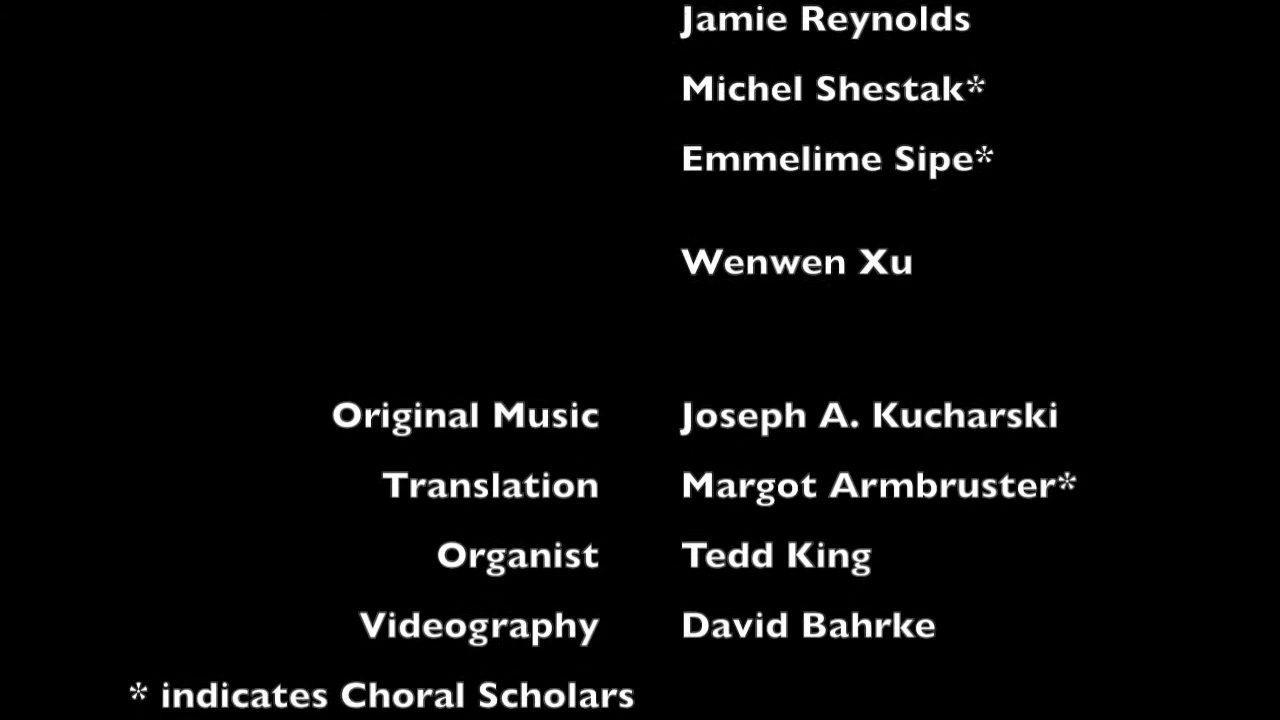 Jamie Reynolds
Michel Shestak*
Emmelime Sipe*
Wenwen Xu
Original Music Joseph A. Kucharski
Translation Margot Armbruster*
Organist Tedd King
Videography David Bahrke
* indicates Choral Scholars